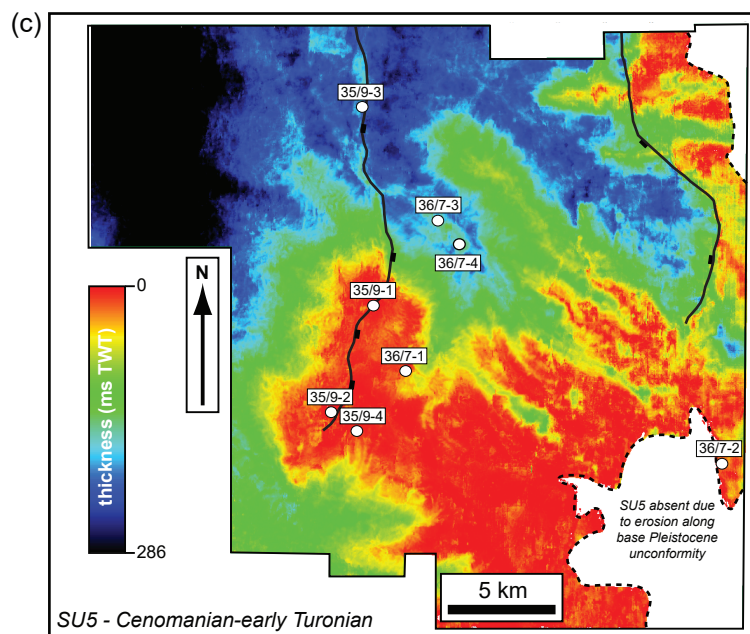 (c)
35/9-3
36/7-3
36/7-4
N
0
35/9-1
thickness (ms TWT)
36/7-1
35/9-2
35/9-4
36/7-2
SU5 absent due
to erosion along
base Pleistocene
unconformity
286
5 km
SU5 - Cenomanian-early Turonian